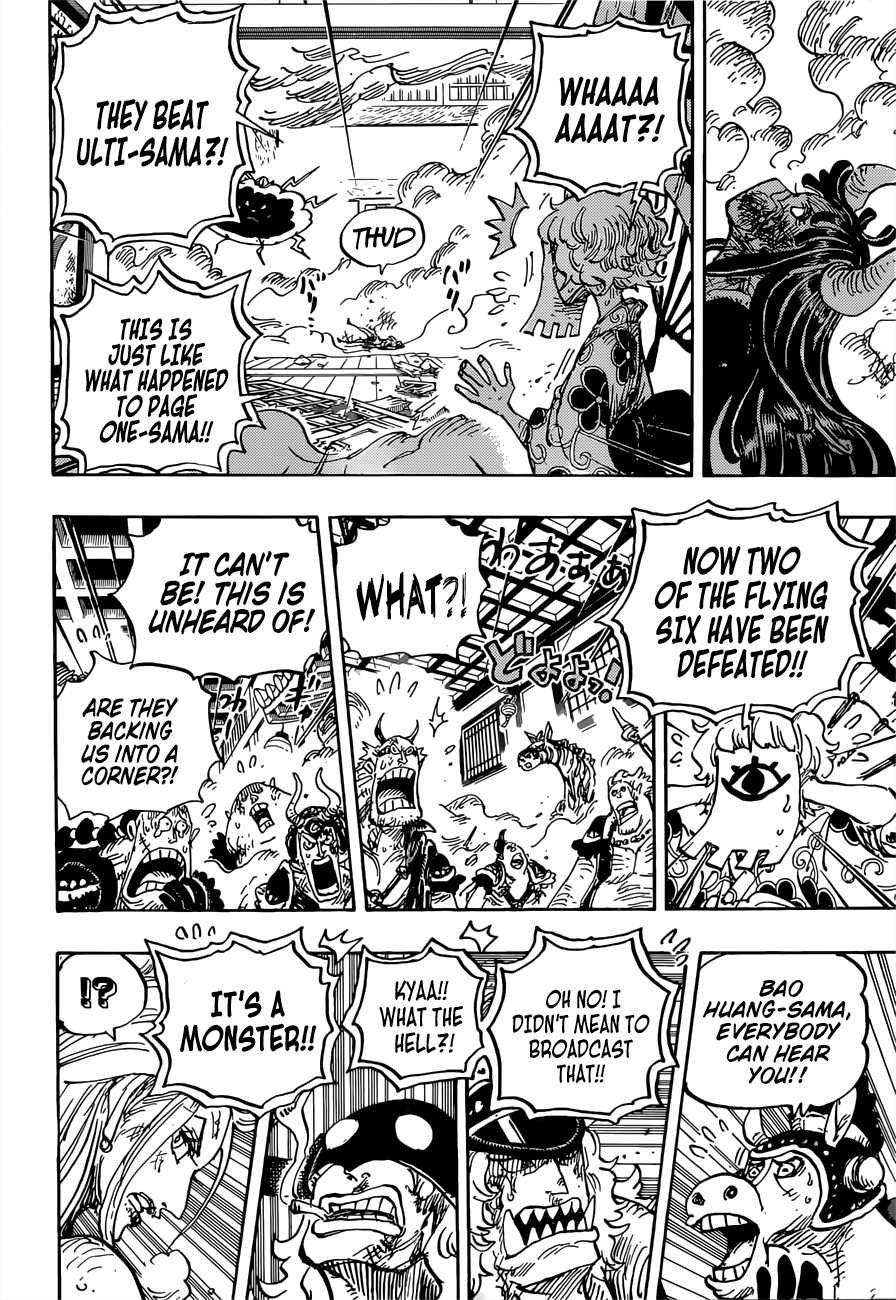 WHAAAA
AAAAT?!
THEY BEAT
ULTI-SAMA?!
THUD
THIS IS
JUST LIKE
WHAT HAPPENED
TO PAGE
ONE-SAMA!!
NOW TWO
OF THE FLYING
SIX HAVE BEEN
DEFEATED!!
わあああ
どよよっ!
WHAT?!
IT CAN'T
BE! THIS IS
UNHEARD OF!
ARE THEY
BACKING
US INTO A
CORNER?!
BAO
HUANG-SAMA,
EVERYBODY
CAN HEAR
YOU!!
OH NO! I
DIDN'T MEAN TO
BROADCAST
THAT!!
KYAA!!
WHAT THE
HELL?!
IT'S A
MONSTER!!
!?